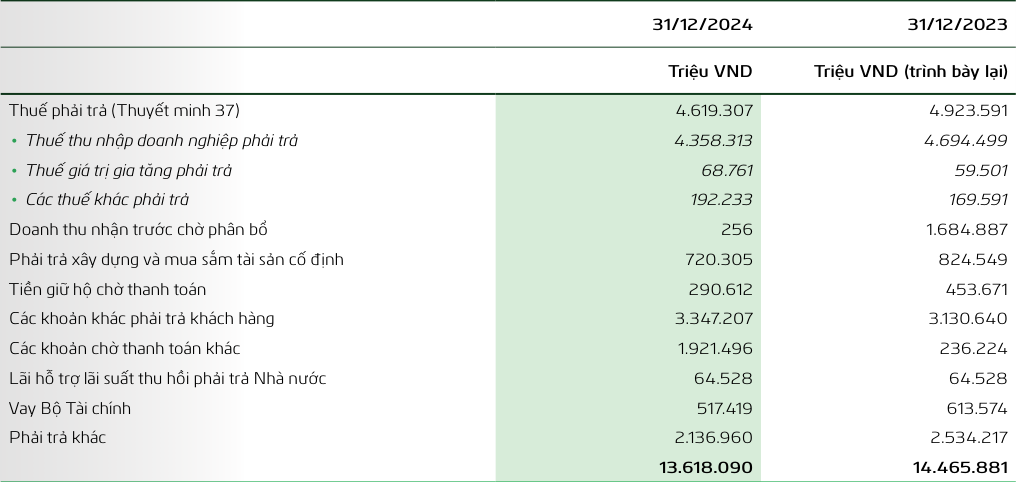 31/12/2024 31/12/2023
Triệu VND Triệu VND (trình bày lại)
Thuế phải trả (Thuyết minh 37) 4.619.307 4.923.591
• Thuế thu nhập doanh nghiệp phải trả 4.358.313 4.694.499
• Thuế giá trị gia tăng phải trả 68.761 59.501
• Các thuế khác phải trả 192.233 169.591
Doanh thu nhận trước chờ phân bổ 256 1.684.887
Phải trả xây dựng và mua sắm tài sản cố định 720.305 824.549
Tiền giữ hộ chờ thanh toán 290.612 453.671
Các khoản khác phải trả khách hàng 3.347.207 3.130.640
Các khoản chờ thanh toán khác 1.921.496 236.224
Lãi hỗ trợ lãi suất thu hồi phải trả Nhà nước 64.528 64.528
Vay Bộ Tài chính 517.419 613.574
Phải trả khác 2.136.960 2.534.217
13.618.090 14.465.881